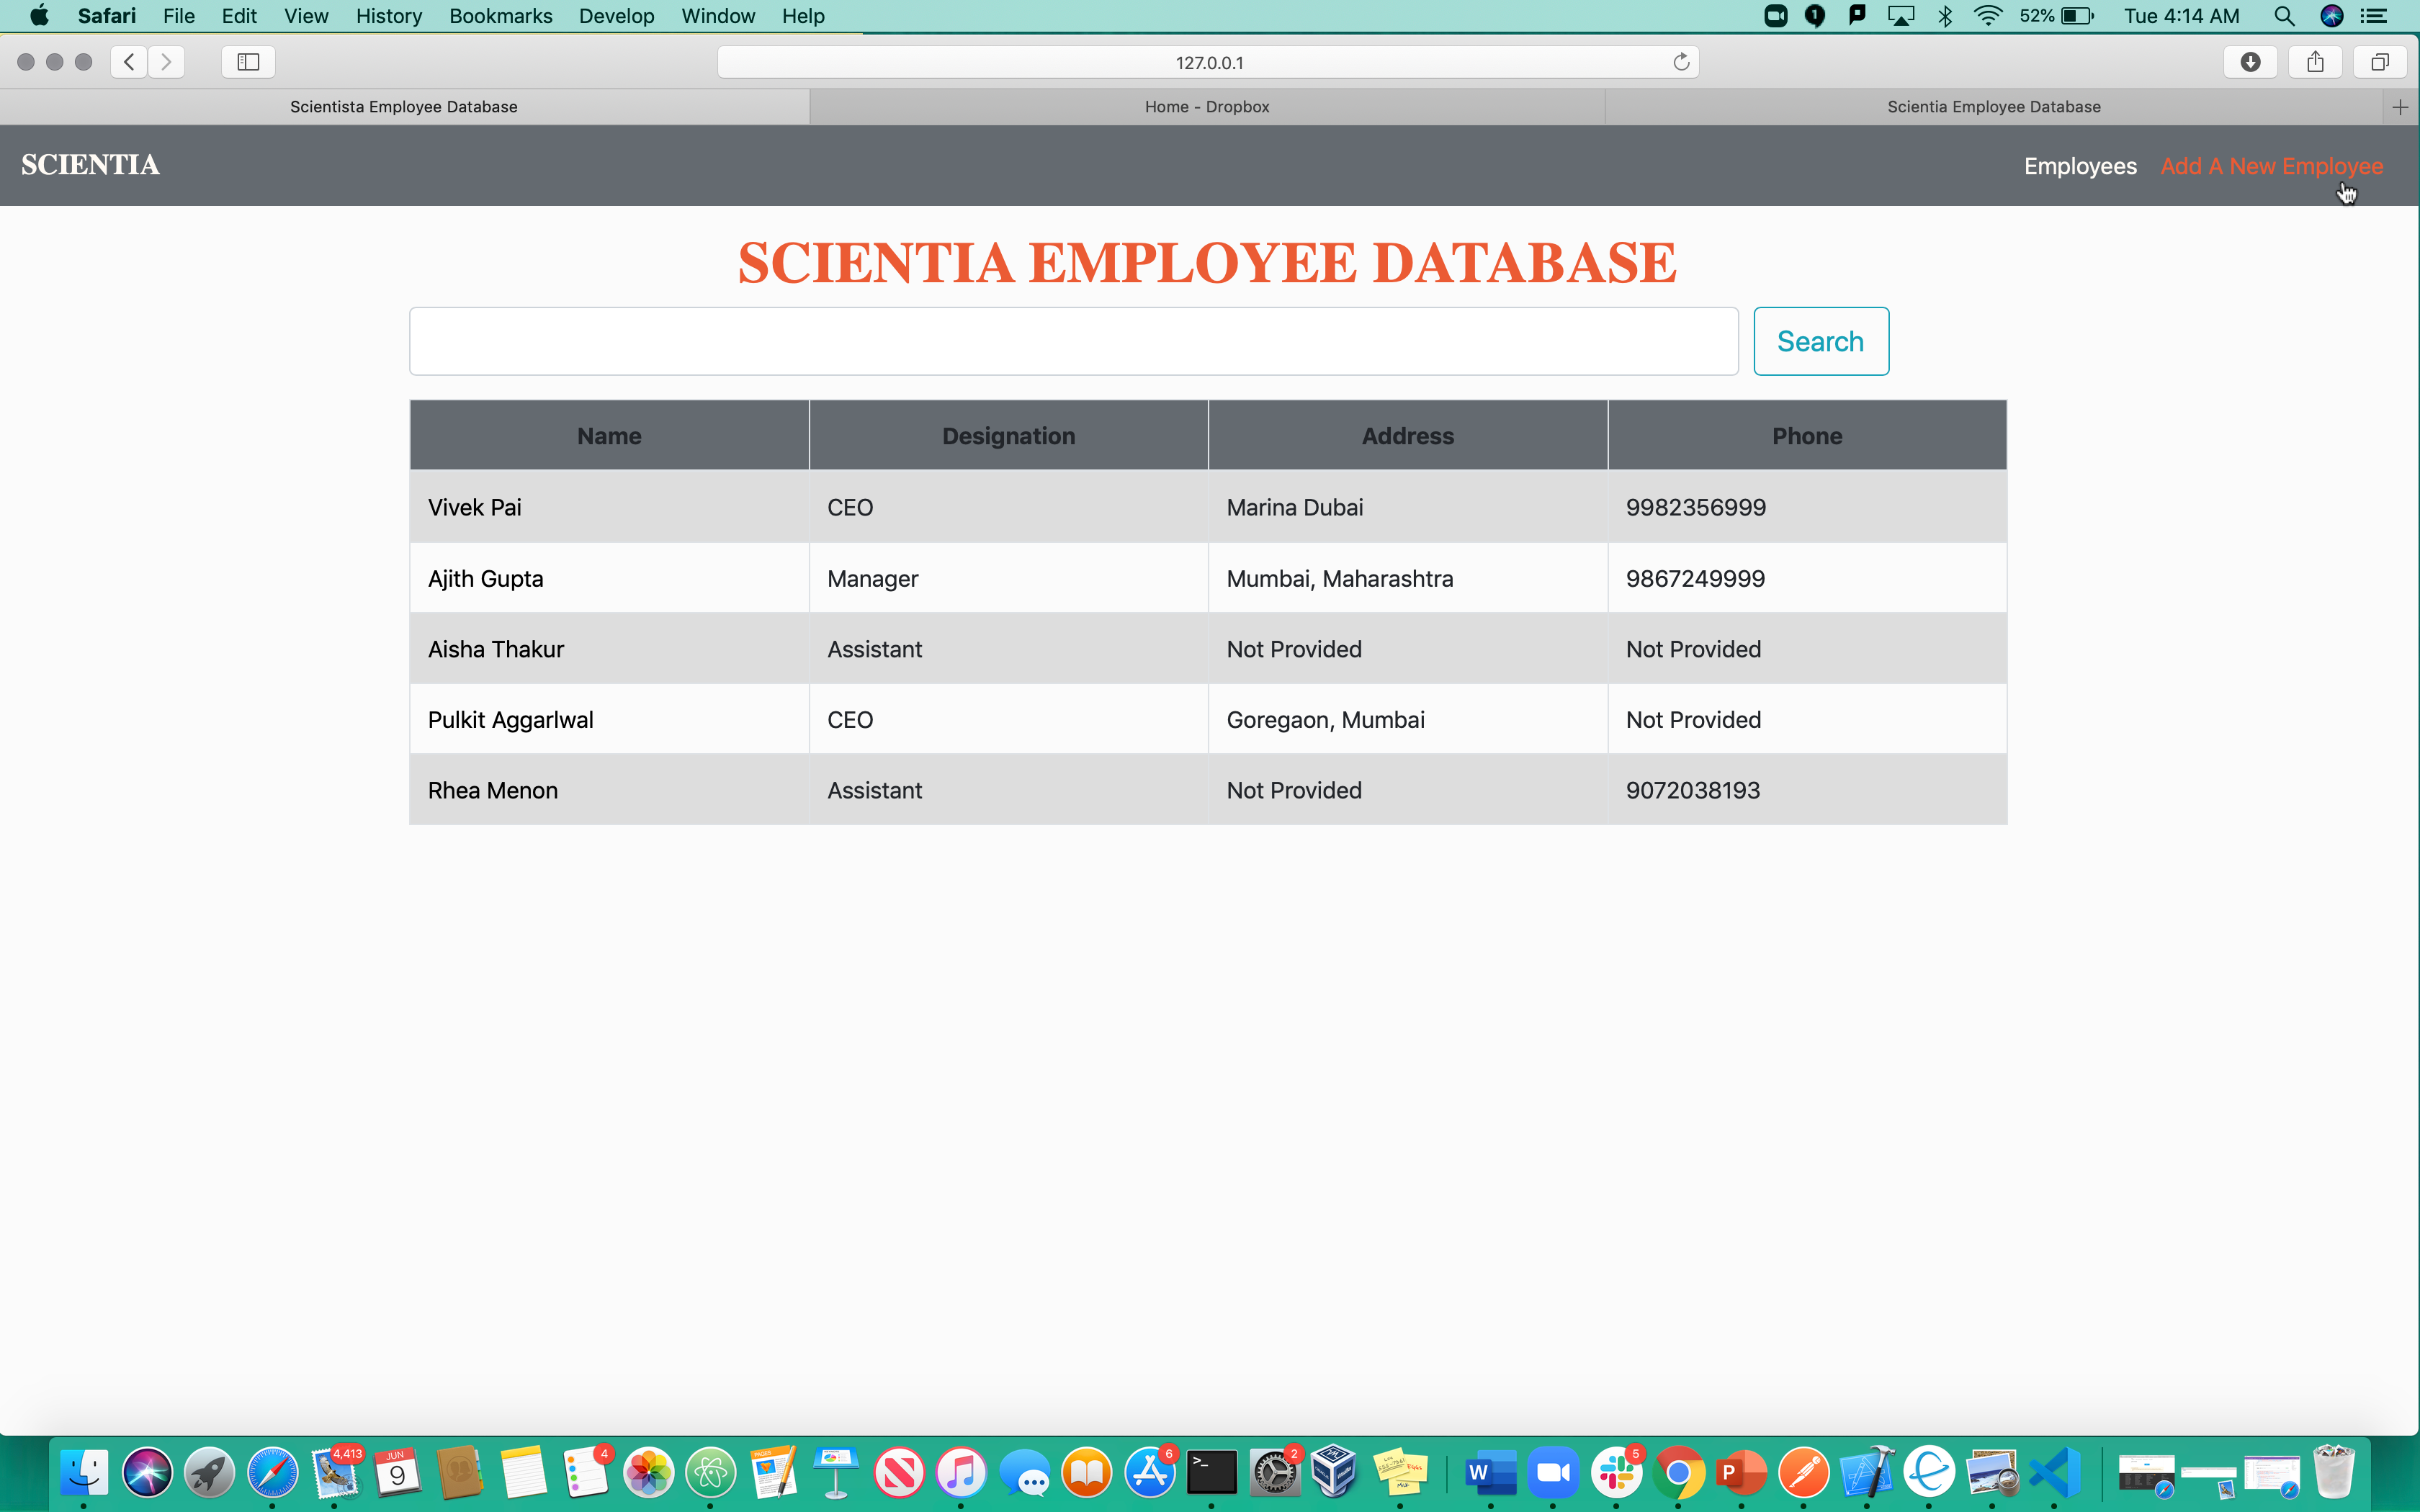 Safari File Edit View History Bookmarks Develop Window Help 1 52% Tue 4:14 AM
127.0.0.1
Scientista Employee Database Home - Dropbox Scientia Employee Database
SCIENTIA Employees Add A New Employee
SCIENTIA EMPLOYEE DATABASE
Search
Name Designation Address Phone
Vivek Pai CEO Marina Dubai 9982356999
Ajith Gupta Manager Mumbai, Maharashtra 9867249999
Aisha Thakur Assistant Not Provided Not Provided
Pulkit Aggarlwal CEO Goregaon, Mumbai Not Provided
Rhea Menon Assistant Not Provided 9072038193
4,413 JUN 9 4 PAGES 6 >_ 2 W 5 P